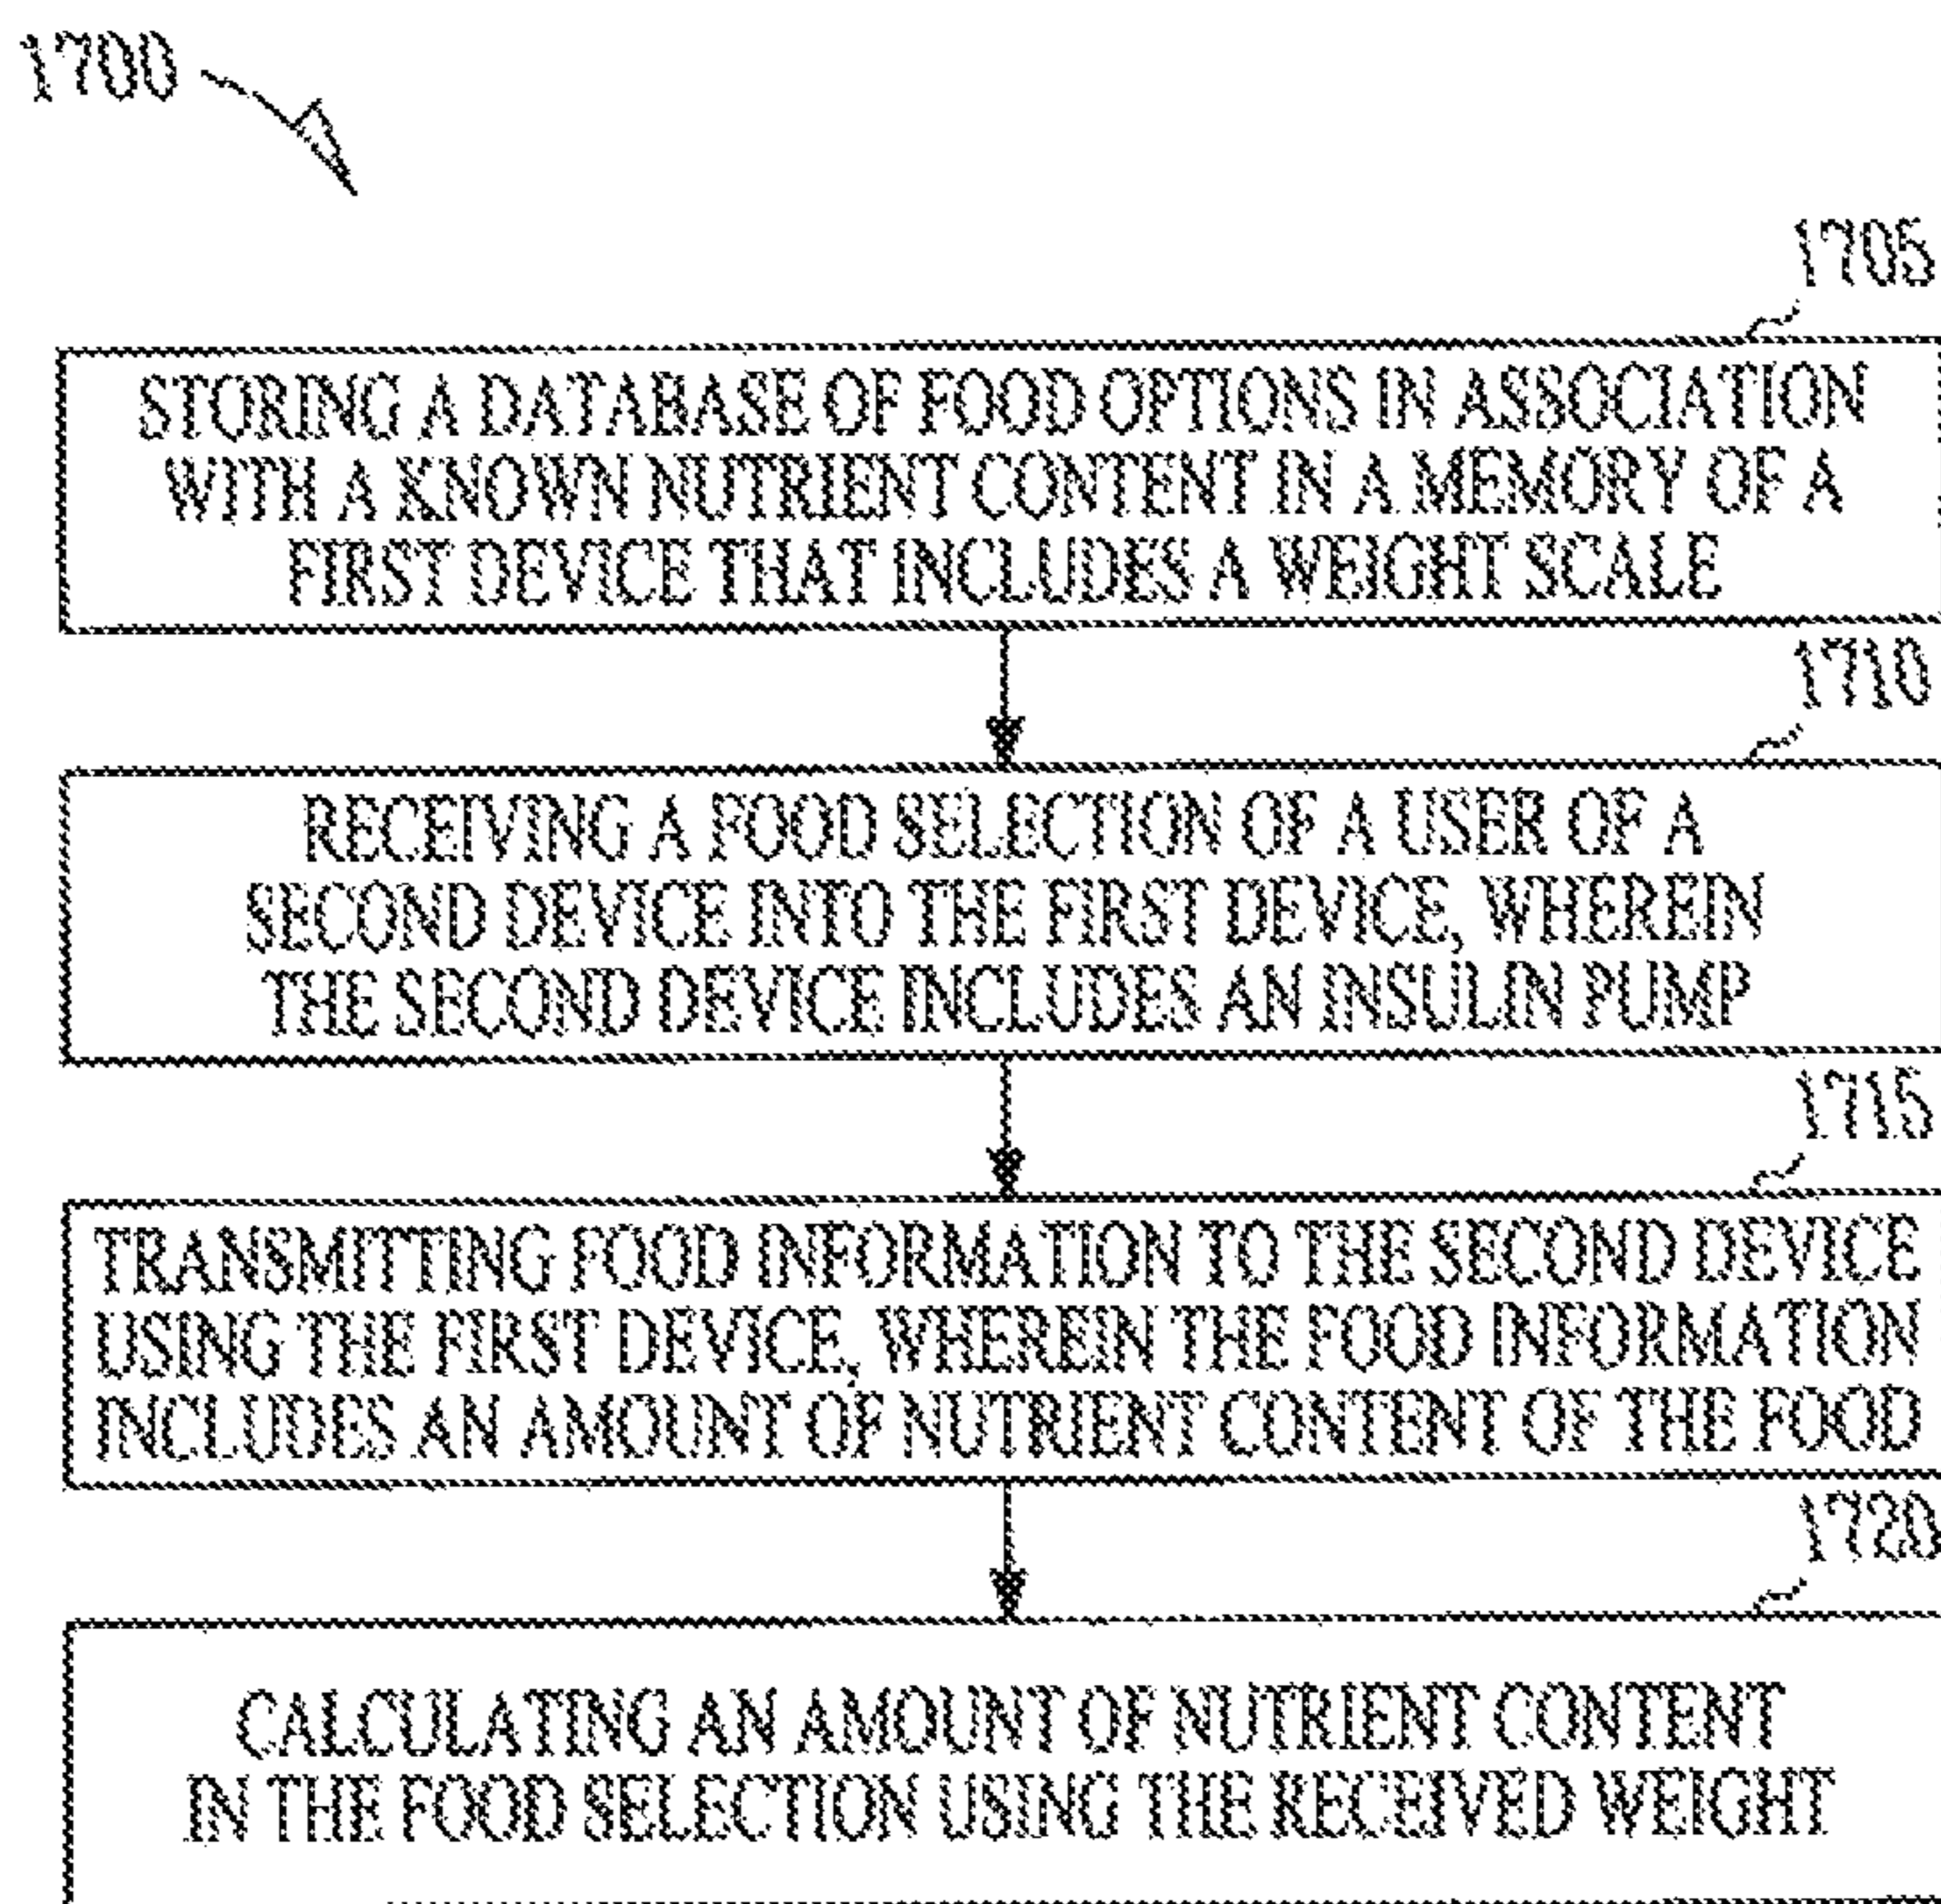 1700
1705
STORING A DATABASE OF FOOD OPTIONS IN ASSOCIATION
WITH A KNOWN NUTRIENT CONTENT IN A MEMORY OF A
FIRST DEVICE THAT INCLUDES A WEIGHT SCALE
1710
RECEIVING A FOOD SELECTION OF A USER OF A
SECOND DEVICE INTO THE FIRST DEVICE, WHEREIN
THE SECOND DEVICE INCLUDES AN INSULIN PUMP
1715
TRANSMITTING FOOD INFORMATION TO THE SECOND DEVICE
USING THE FIRST DEVICE, WHEREIN THE FOOD INFORMATION
INCLUDES AN AMOUNT OF NUTRIENT CONTENT OF THE FOOD
1720
CALCULATING AN AMOUNT OF NUTRIENT CONTENT
IN THE FOOD SELECTION USING THE RECEIVED WEIGHT